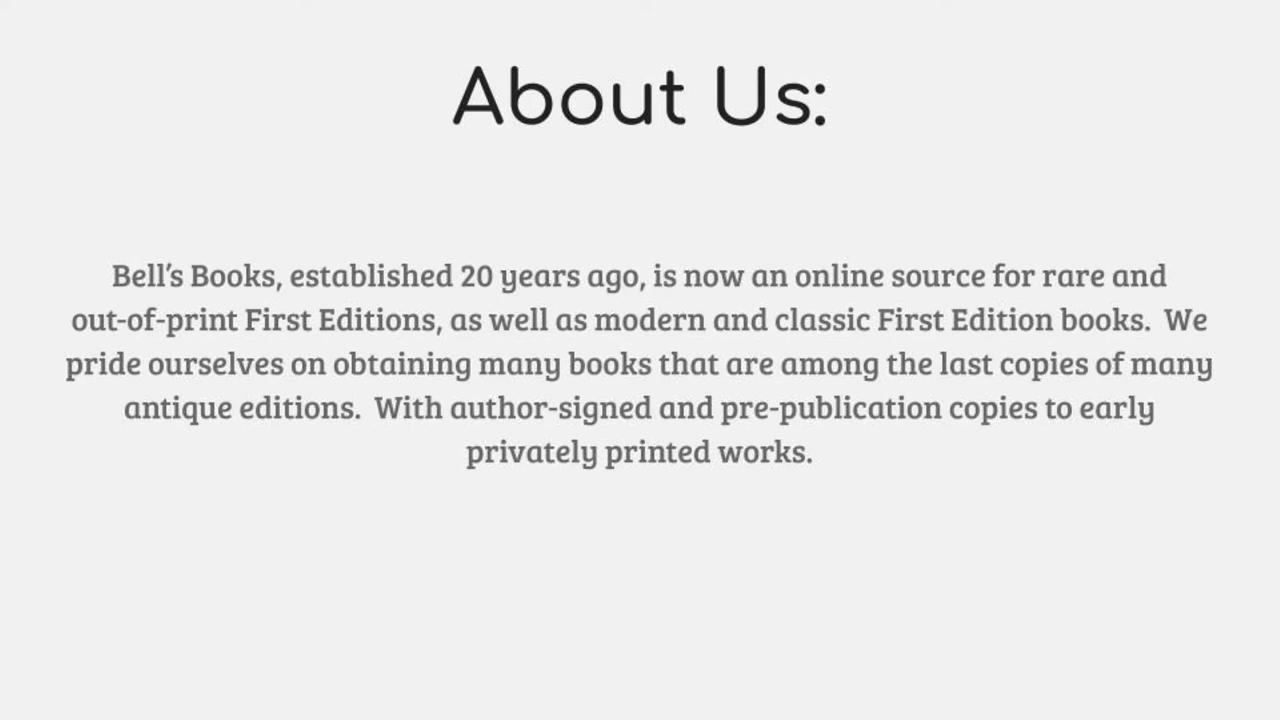 About Us:
Bell's Books, established 20 years ago, is now an online source for rare and
out-of-print First Editions, as well as modern and classic First Edition books.  We
pride ourselves on obtaining many books that are among the last copies of many
antique editions.  With author-signed and pre-publication copies to early
privately printed works.